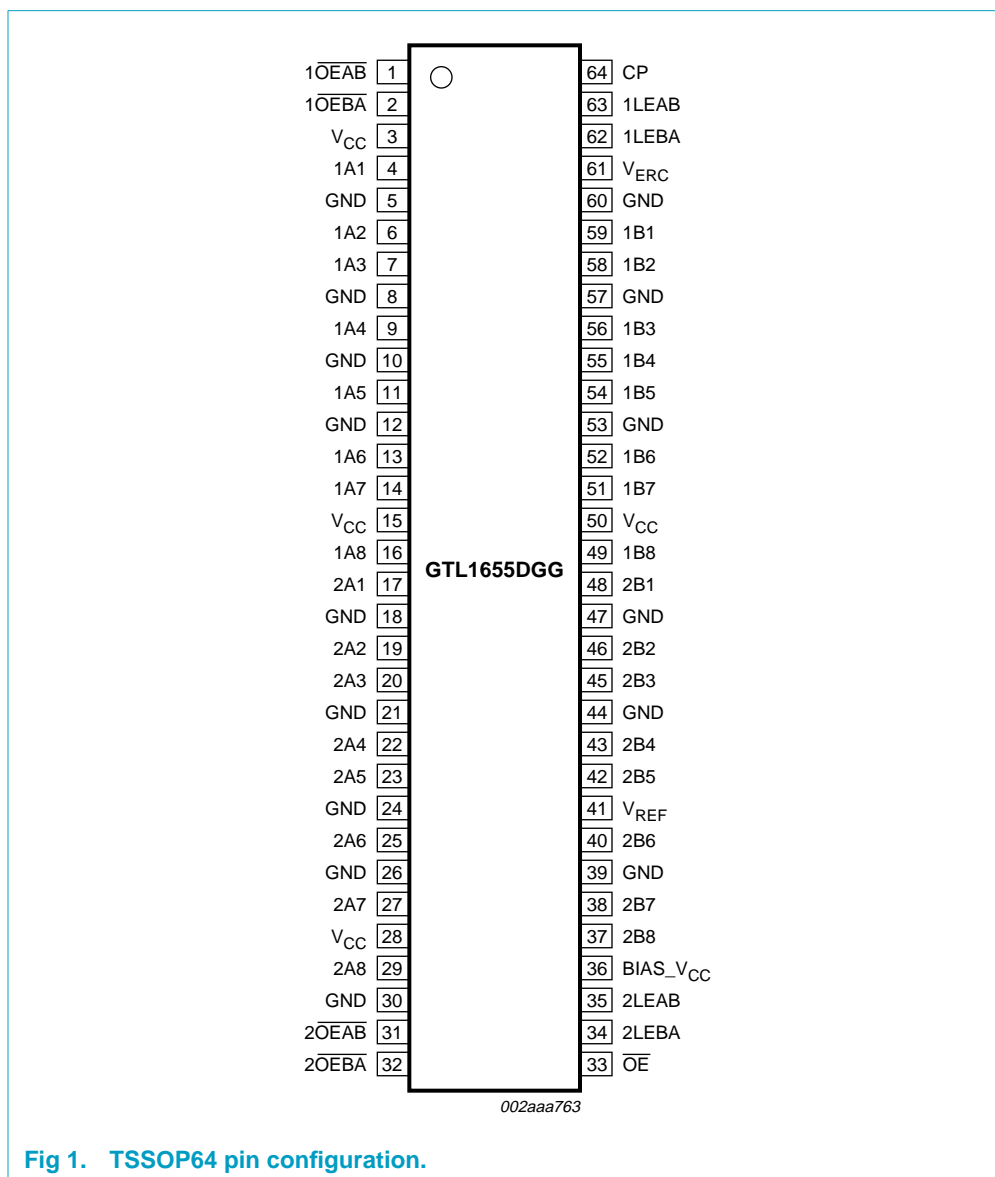 1O̅E̅A̅B̅ 1 64 CP
1O̅E̅B̅A̅ 2 63 1LEAB
VCC 3 62 1LEBA
1A1 4 61 VERC
GND 5 60 GND
1A2 6 59 1B1
1A3 7 58 1B2
GND 8 57 GND
1A4 9 56 1B3
GND 10 55 1B4
1A5 11 54 1B5
GND 12 53 GND
1A6 13 52 1B6
1A7 14 51 1B7
VCC 15 50 VCC
1A8 16 49 1B8
GTL1655DGG
2A1 17 48 2B1
GND 18 47 GND
2A2 19 46 2B2
2A3 20 45 2B3
GND 21 44 GND
2A4 22 43 2B4
2A5 23 42 2B5
GND 24 41 VREF
2A6 25 40 2B6
GND 26 39 GND
2A7 27 38 2B7
VCC 28 37 2B8
2A8 29 36 BIAS_VCC
GND 30 35 2LEAB
2O̅E̅A̅B̅ 31 34 2LEBA
2O̅E̅B̅A̅ 32 33 O̅E̅
002aaa763
Fig 1. TSSOP64 pin configuration.